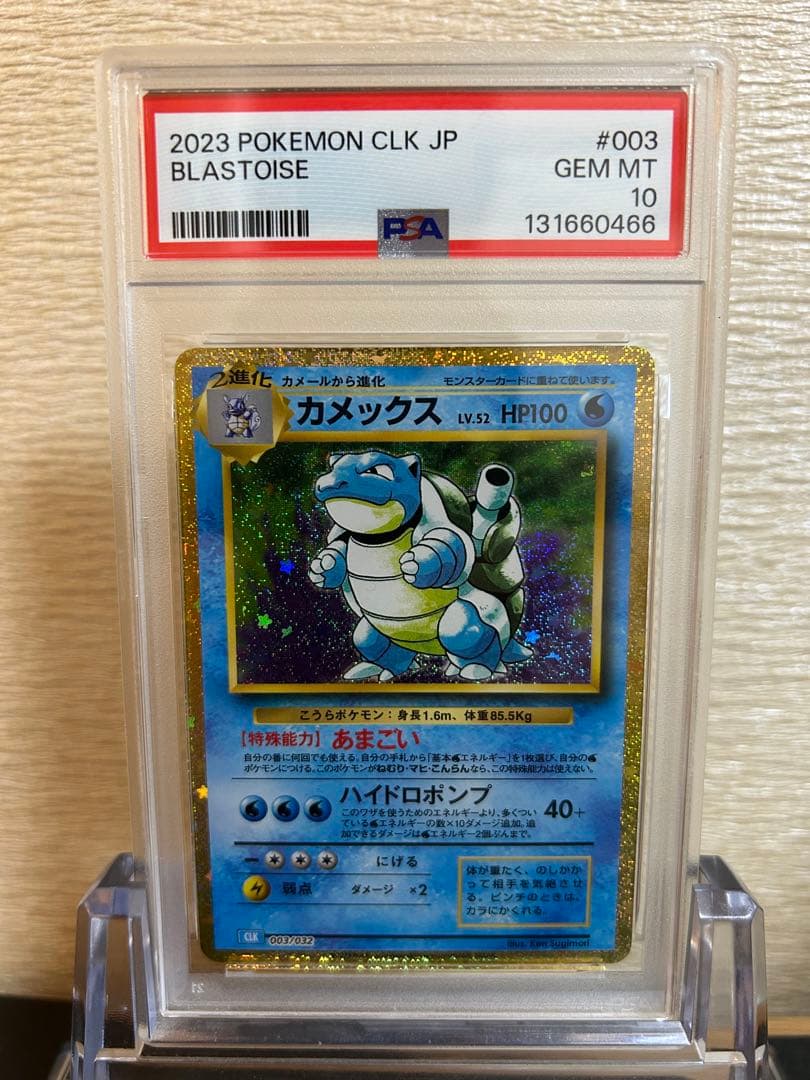 2023 POKEMON CLK JP #003
BLASTOISE GEM MT
10
PSA 131660466
2進化 カメールから進化 モンスターカードに重ねて使います。
カメックス LV.52 HP100
こうらポケモン：身長1.6m、体重85.5Kg
【特殊能力】 あまごい
自分の番に何回でも使える。自分の手札から「基本エネルギー」を1枚選び、自分の
ポケモンにつける。このポケモンがねむり・マヒ・こんらんなら、この特殊能力は使えない。
ハイドロポンプ 40+
このワザを使うためのエネルギーより、多くつい
ているエネルギーの数×10ダメージ追加。追
加できるダメージはエネルギー2個ぶんまで。
にげる
弱点 ダメージ ×2
体が重たく、のしかか
って相手を気絶させ
る。ピンチのときは、
カラにかくれる。
CLK 003/032
Illus. Ken Sugimori